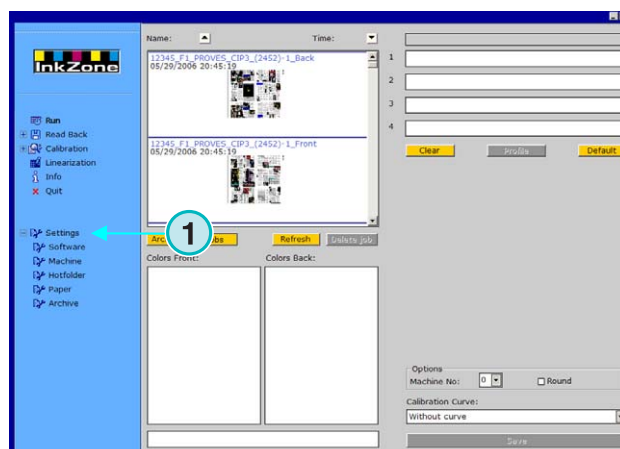 InkZone
Run
Read Back
Calibration
Linearization
Info
Quit
Settings
Software
Machine
Hotfolder
Paper
Archive
Name:
Time:
12345_F1_PROVES_CIP3_(2452)-1_Back
05/29/2006 20:45:19
12345_F1_PROVES_CIP3_(2452)-1_Front
05/29/2006 20:45:19
1
Refresh
Delete job
Colors Front:
Colors Back:
1
2
3
4
Clear
Profile
Default
Options
Machine No:
0
Round
Calibration Curve:
Without curve
Save